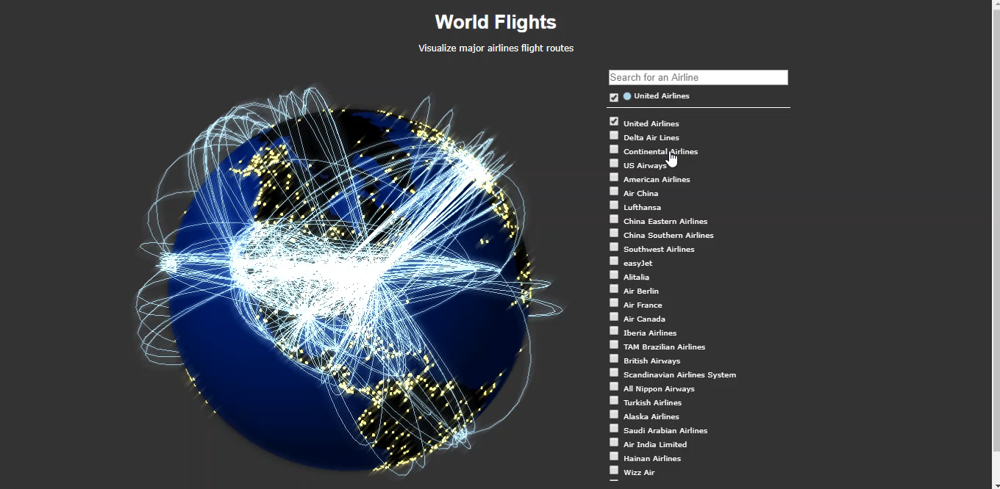 World Flights
Visualize major airlines flight routes
Search for an Airline
United Airlines
United Airlines
Delta Air Lines
Continental Airlines
US Airways
American Airlines
Air China
Lufthansa
China Eastern Airlines
China Southern Airlines
Southwest Airlines
easyJet
Alitalia
Air Berlin
Air France
Air Canada
Iberia Airlines
TAM Brazilian Airlines
British Airways
Scandinavian Airlines System
All Nippon Airways
Turkish Airlines
Alaska Airlines
Saudi Arabian Airlines
Air India Limited
Hainan Airlines
Wizz Air